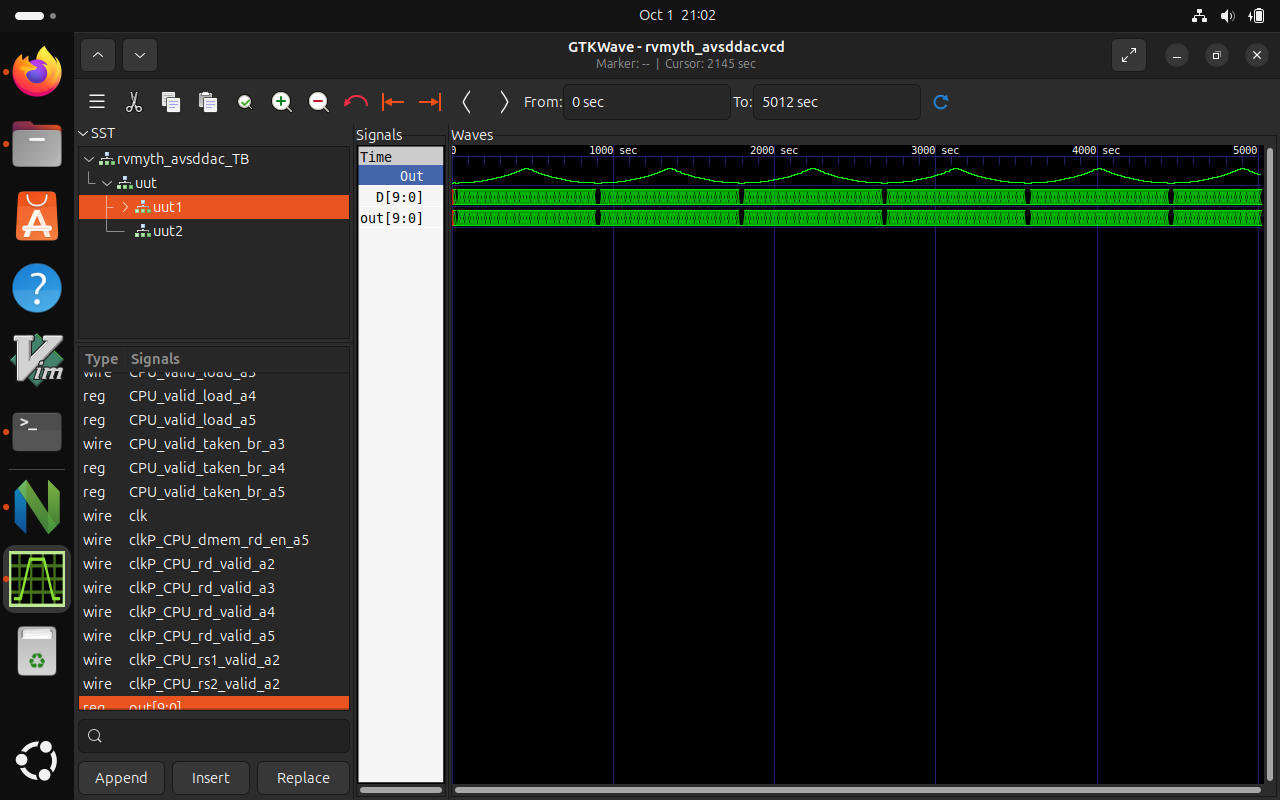 Oct 1 21:02
GTKWave - rvmyth_avsddac.vcd
Marker: -- | Cursor: 2145 sec
From: 0 sec To: 5012 sec
SST
rvmyth_avsddac_TB
uut
uut1
uut2
Type Signals
wire CPU_valid_load_a3
reg CPU_valid_load_a4
reg CPU_valid_load_a5
wire CPU_valid_taken_br_a3
reg CPU_valid_taken_br_a4
reg CPU_valid_taken_br_a5
wire clk
wire clkP_CPU_dmem_rd_en_a5
wire clkP_CPU_rd_valid_a2
wire clkP_CPU_rd_valid_a3
wire clkP_CPU_rd_valid_a4
wire clkP_CPU_rd_valid_a5
wire clkP_CPU_rs1_valid_a2
wire clkP_CPU_rs2_valid_a2
reg out[9:0]
Append Insert Replace
Signals
Time
Out
D[9:0]
out[9:0]
Waves
0 1000 sec 2000 sec 3000 sec 4000 sec 5000
>_
A
?
Vim